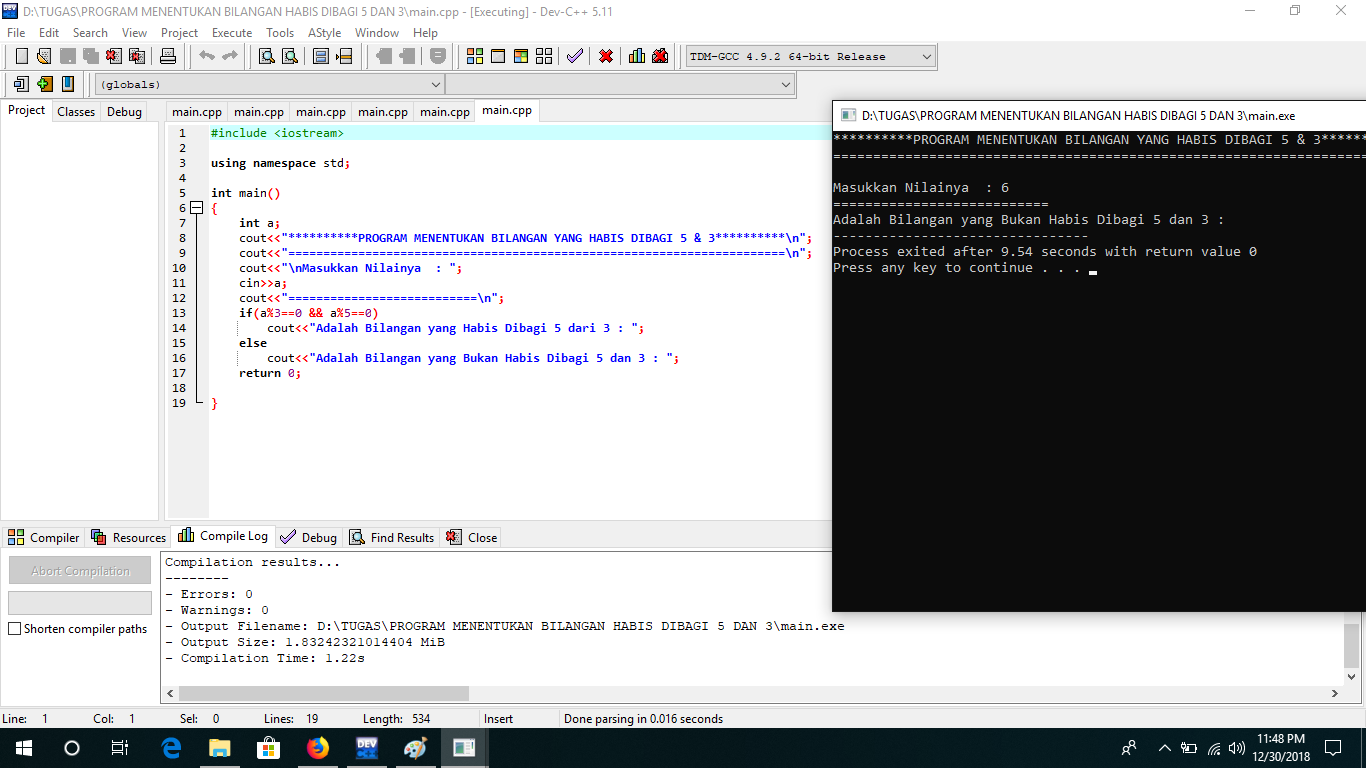 D:\TUGAS\PROGRAM MENENTUKAN BILANGAN HABIS DIBAGI 5 DAN 3\main.cpp - [Executing] - Dev-C++ 5.11
File Edit Search View Project Execute Tools AStyle Window Help
TDM-GCC 4.9.2 64-bit Release
(globals)
Project Classes Debug
main.cpp main.cpp main.cpp main.cpp main.cpp main.cpp
1 #include <iostream>
2
3 using namespace std;
4
5 int main()
6 {
7 int a;
8 cout<<"**********PROGRAM MENENTUKAN BILANGAN YANG HABIS DIBAGI 5 & 3**********\n";
9 cout<<"=======================================================================\n";
10 cout<<"\nMasukkan Nilainya  : ";
11 cin>>a;
12 cout<<"===========================\n";
13 if(a%3==0 && a%5==0)
14 cout<<"Adalah Bilangan yang Habis Dibagi 5 dari 3 : ";
15 else
16 cout<<"Adalah Bilangan yang Bukan Habis Dibagi 5 dan 3 : ";
17 return 0;
18
19 }
D:\TUGAS\PROGRAM MENENTUKAN BILANGAN HABIS DIBAGI 5 DAN 3\main.exe
**********PROGRAM MENENTUKAN BILANGAN YANG HABIS DIBAGI 5 & 3******
===================================================================
Masukkan Nilainya  : 6
===========================
Adalah Bilangan yang Bukan Habis Dibagi 5 dan 3 :
--------------------------------
Process exited after 9.54 seconds with return value 0
Press any key to continue . . .
Compiler Resources Compile Log Debug Find Results Close
Abort Compilation
Shorten compiler paths
Compilation results...
--------
- Errors: 0
- Warnings: 0
- Output Filename: D:\TUGAS\PROGRAM MENENTUKAN BILANGAN HABIS DIBAGI 5 DAN 3\main.exe
- Output Size: 1.83242321014404 MiB
- Compilation Time: 1.22s
Line: 1 Col: 1 Sel: 0 Lines: 19 Length: 534 Insert Done parsing in 0.016 seconds
DEV
11:48 PM
12/30/2018